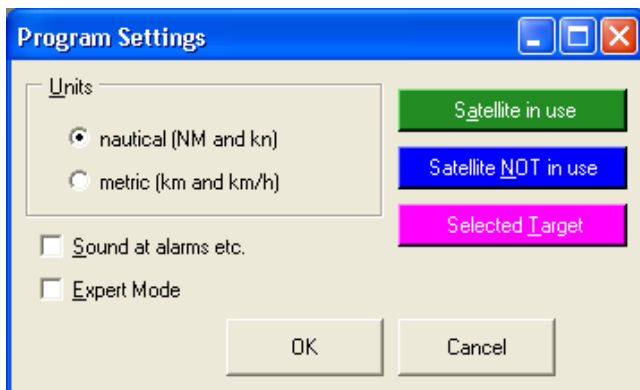 Program Settings
Units
nautical (NM and kn)
metric (km and km/h)
Satellite in use
Satellite NOT in use
Selected Target
Sound at alarms etc.
Expert Mode
OK
Cancel